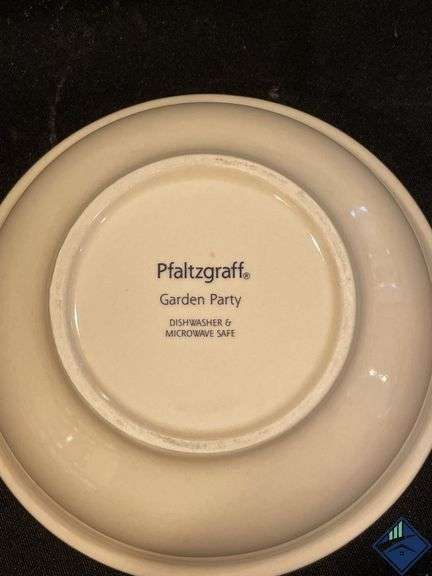 Pfaltzgraff®
Garden Party
DISHWASHER &
MICROWAVE SAFE